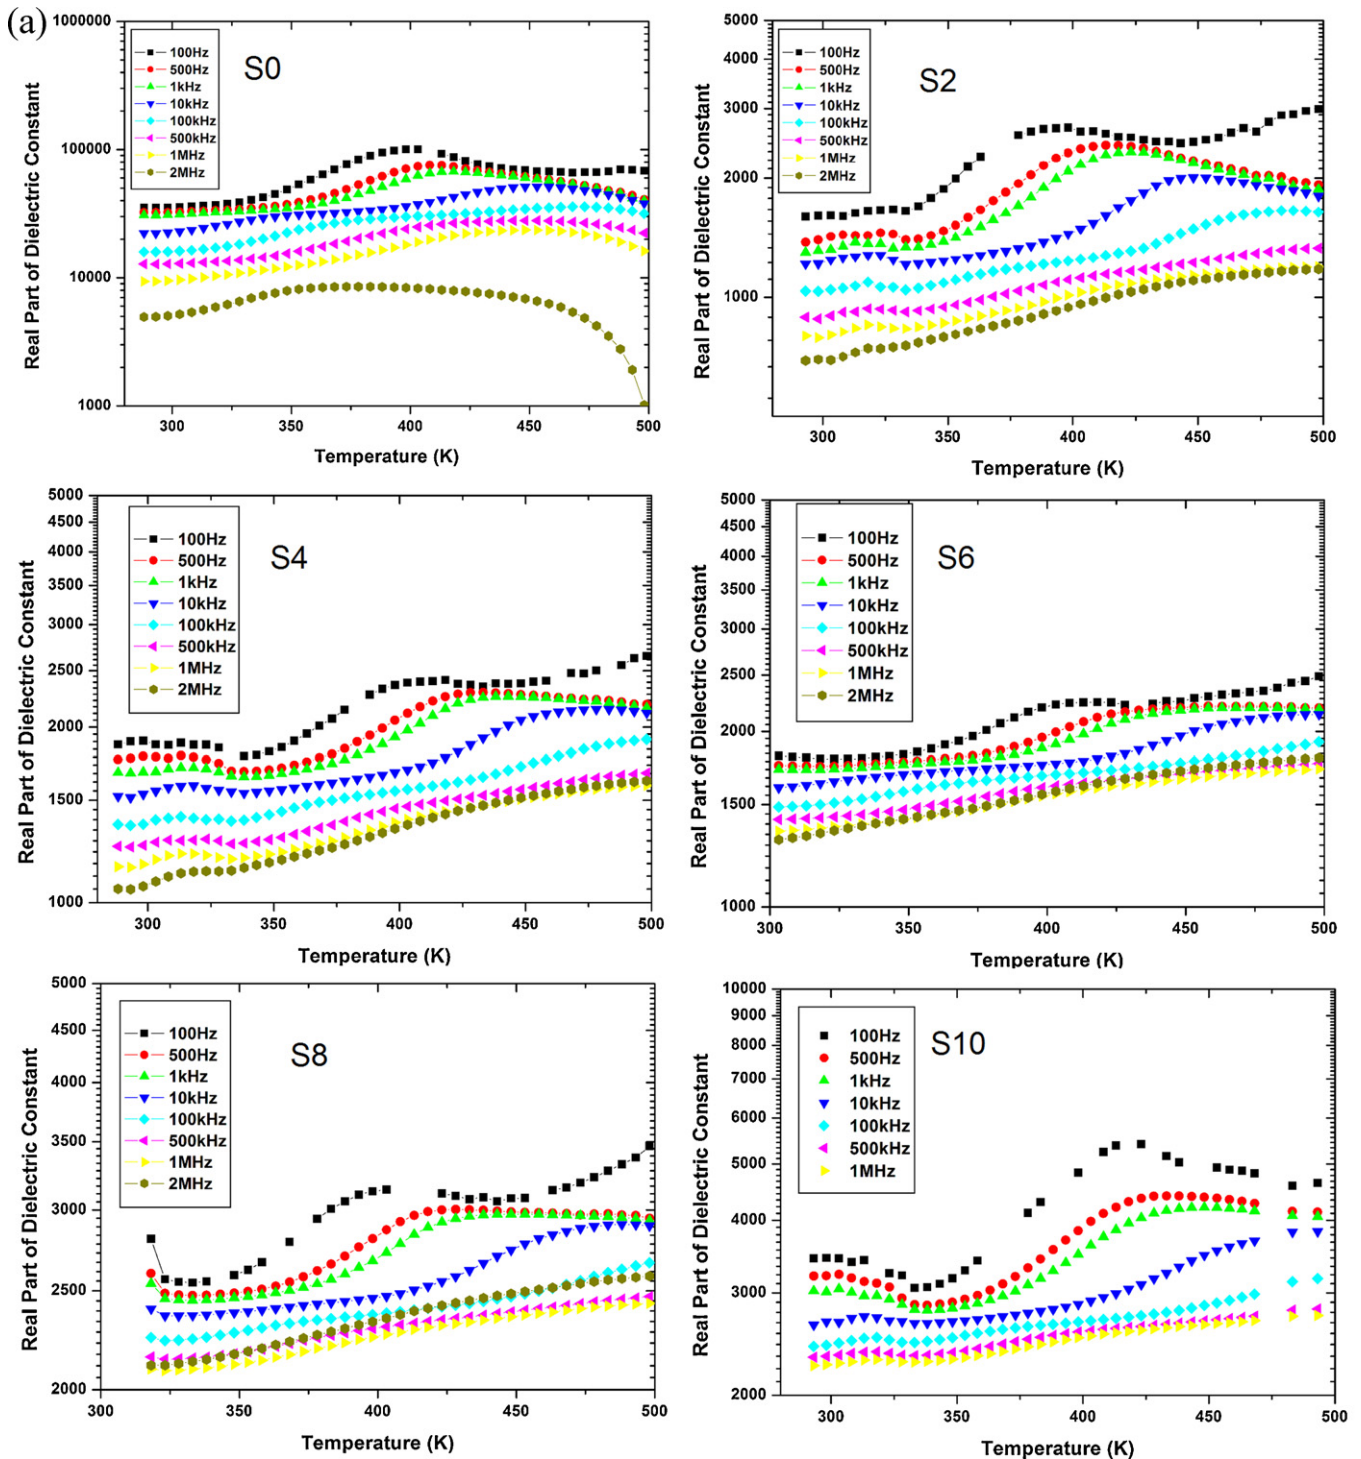 (a)
1000000
100000
10000
1000
Real Part of Dielectric Constant
100Hz
500Hz
1kHz
10kHz
100kHz
500kHz
1MHz
2MHz
S0
300 350 400 450 500
Temperature (K)
5000
3000
2000
1000
Real Part of Dielectric Constant
100Hz
500Hz
1kHz
10kHz
100kHz
500kHz
1MHz
2MHz
S2
300 350 400 450 500
Temperature (K)
5000
4500
4000
3500
3000
2500
2000
1500
1000
Real Part of Dielectric Constant
100Hz
500Hz
1kHz
10kHz
100kHz
500kHz
1MHz
2MHz
S4
300 350 400 450 500
Temperature (K)
5000
4500
4000
3500
3000
2500
2000
1500
1000
Real Part of Dielectric Constant
100Hz
500Hz
1kHz
10kHz
100kHz
500kHz
1MHz
2MHz
S6
300 350 400 450 500
Temperature (K)
5000
4500
4000
3500
3000
2500
2000
Real Part of Dielectric Constant
100Hz
500Hz
1kHz
10kHz
100kHz
500kHz
1MHz
2MHz
S8
300 350 400 450 500
Temperature (K)
10000
9000
8000
7000
6000
5000
4000
3000
2000
Real Part of Dielectric Constant
100Hz
500Hz
1kHz
10kHz
100kHz
500kHz
1MHz
S10
300 350 400 450 500
Temperature (K)